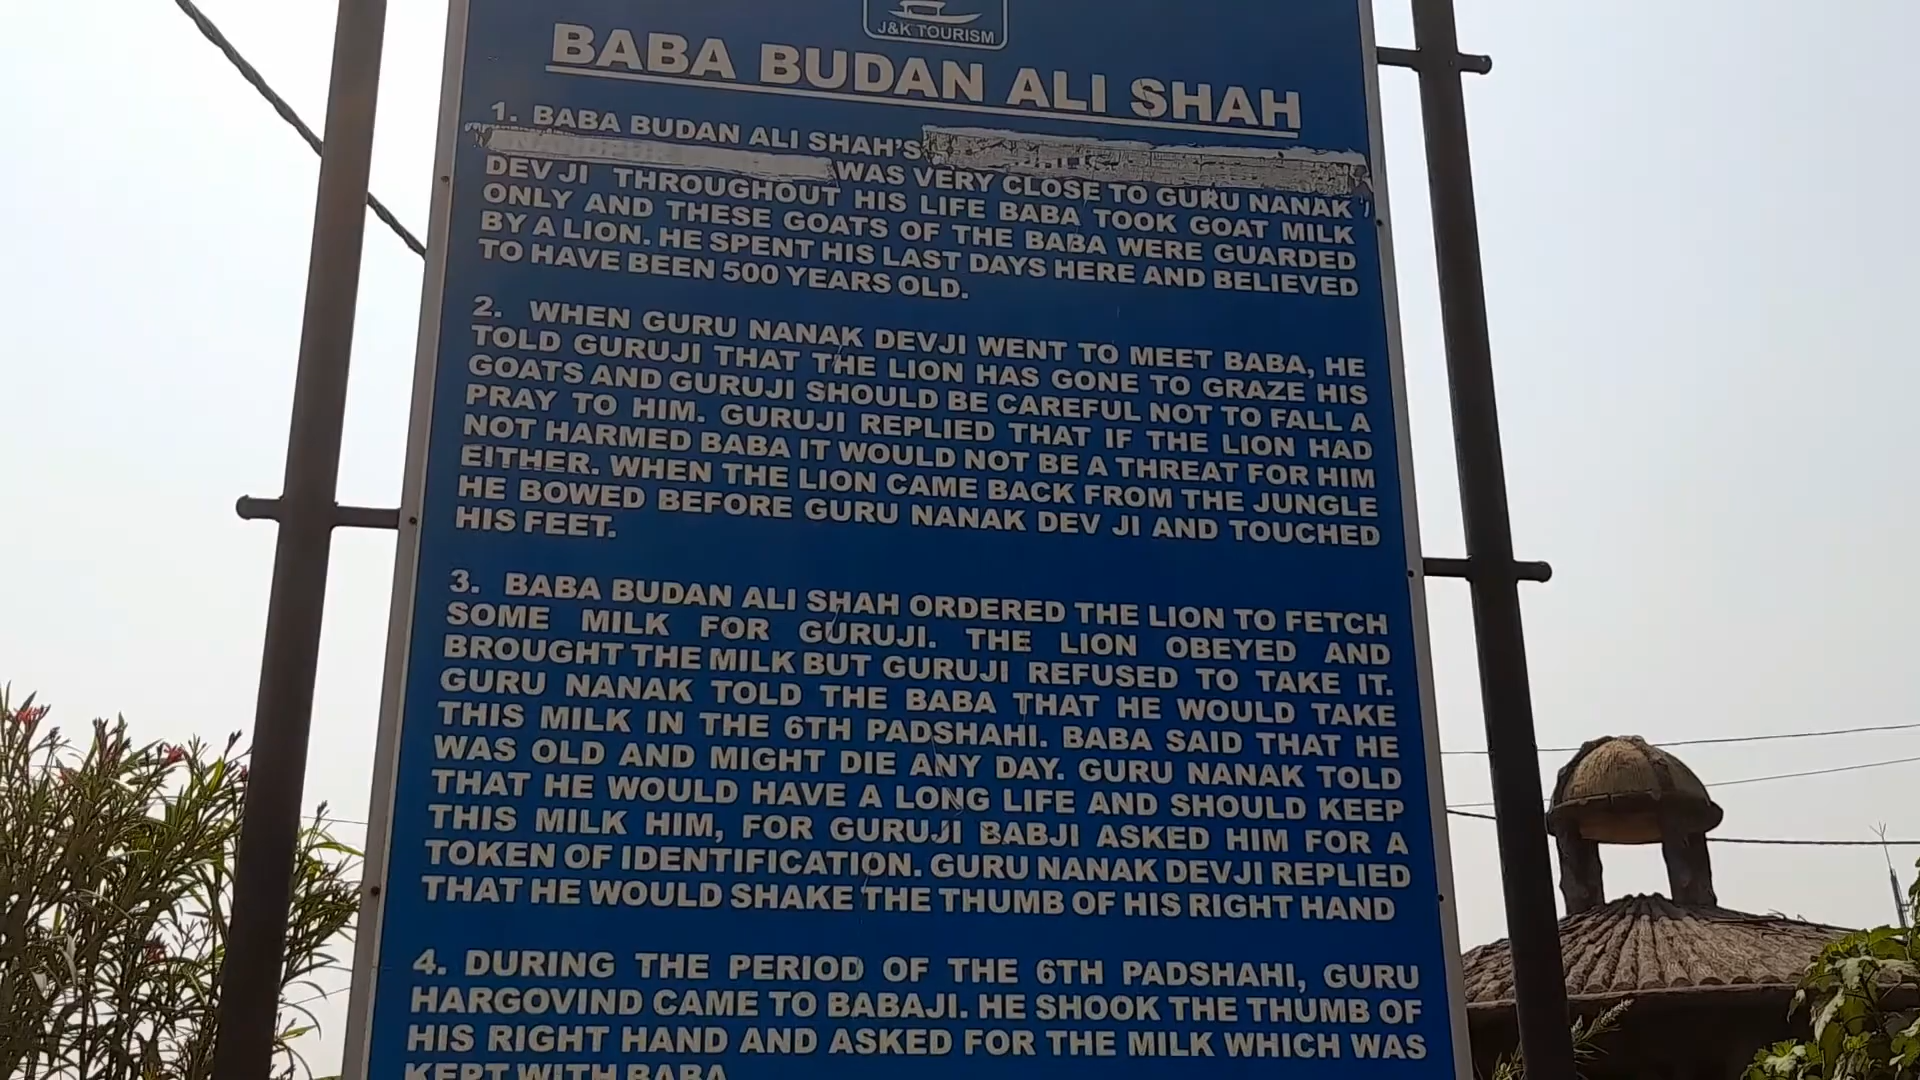 J&K TOURISM
BABA BUDAN ALI SHAH
1. BABA BUDAN ALI SHAH'S
WAS VERY CLOSE TO GURU NANAK
DEV JI THROUGHOUT HIS LIFE BABA TOOK GOAT MILK
ONLY AND THESE GOATS OF THE BABA WERE GUARDED
BY A LION. HE SPENT HIS LAST DAYS HERE AND BELIEVED
TO HAVE BEEN 500 YEARS OLD.
2. WHEN GURU NANAK DEVJI WENT TO MEET BABA, HE
TOLD GURUJI THAT THE LION HAS GONE TO GRAZE HIS
GOATS AND GURUJI SHOULD BE CAREFUL NOT TO FALL A
PRAY TO HIM. GURUJI REPLIED THAT IF THE LION HAD
NOT HARMED BABA IT WOULD NOT BE A THREAT FOR HIM
EITHER. WHEN THE LION CAME BACK FROM THE JUNGLE
HE BOWED BEFORE GURU NANAK DEV JI AND TOUCHED
HIS FEET.
3. BABA BUDAN ALI SHAH ORDERED THE LION TO FETCH
SOME MILK FOR GURUJI. THE LION OBEYED AND
BROUGHT THE MILK BUT GURUJI REFUSED TO TAKE IT.
GURU NANAK TOLD THE BABA THAT HE WOULD TAKE
THIS MILK IN THE 6TH PADSHAHI. BABA SAID THAT HE
WAS OLD AND MIGHT DIE ANY DAY. GURU NANAK TOLD
THAT HE WOULD HAVE A LONG LIFE AND SHOULD KEEP
THIS MILK HIM, FOR GURUJI BABJI ASKED HIM FOR A
TOKEN OF IDENTIFICATION. GURU NANAK DEVJI REPLIED
THAT HE WOULD SHAKE THE THUMB OF HIS RIGHT HAND
4. DURING THE PERIOD OF THE 6TH PADSHAHI, GURU
HARGOVIND CAME TO BABAJI. HE SHOOK THE THUMB OF
HIS RIGHT HAND AND ASKED FOR THE MILK WHICH WAS
KEPT WITH BABA